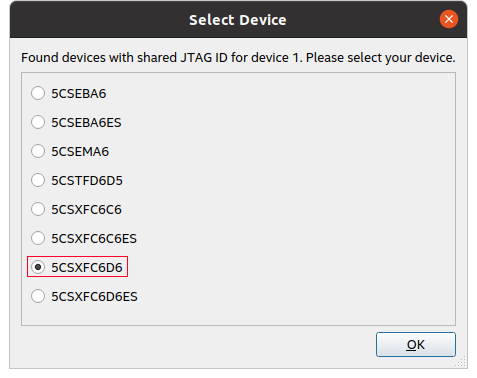 Select Device
Found devices with shared JTAG ID for device 1. Please select your device.
5CSEBA6
5CSEBA6ES
5CSEMA6
5CSTFD6D5
5CSXFC6C6
5CSXFC6C6ES
5CSXFC6D6
5CSXFC6D6ES
OK